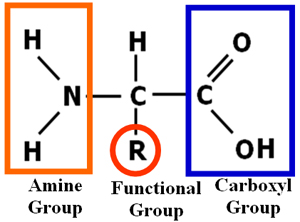 H H O
N C C
H R OH
Amine Functional Carboxyl
Group Group Group